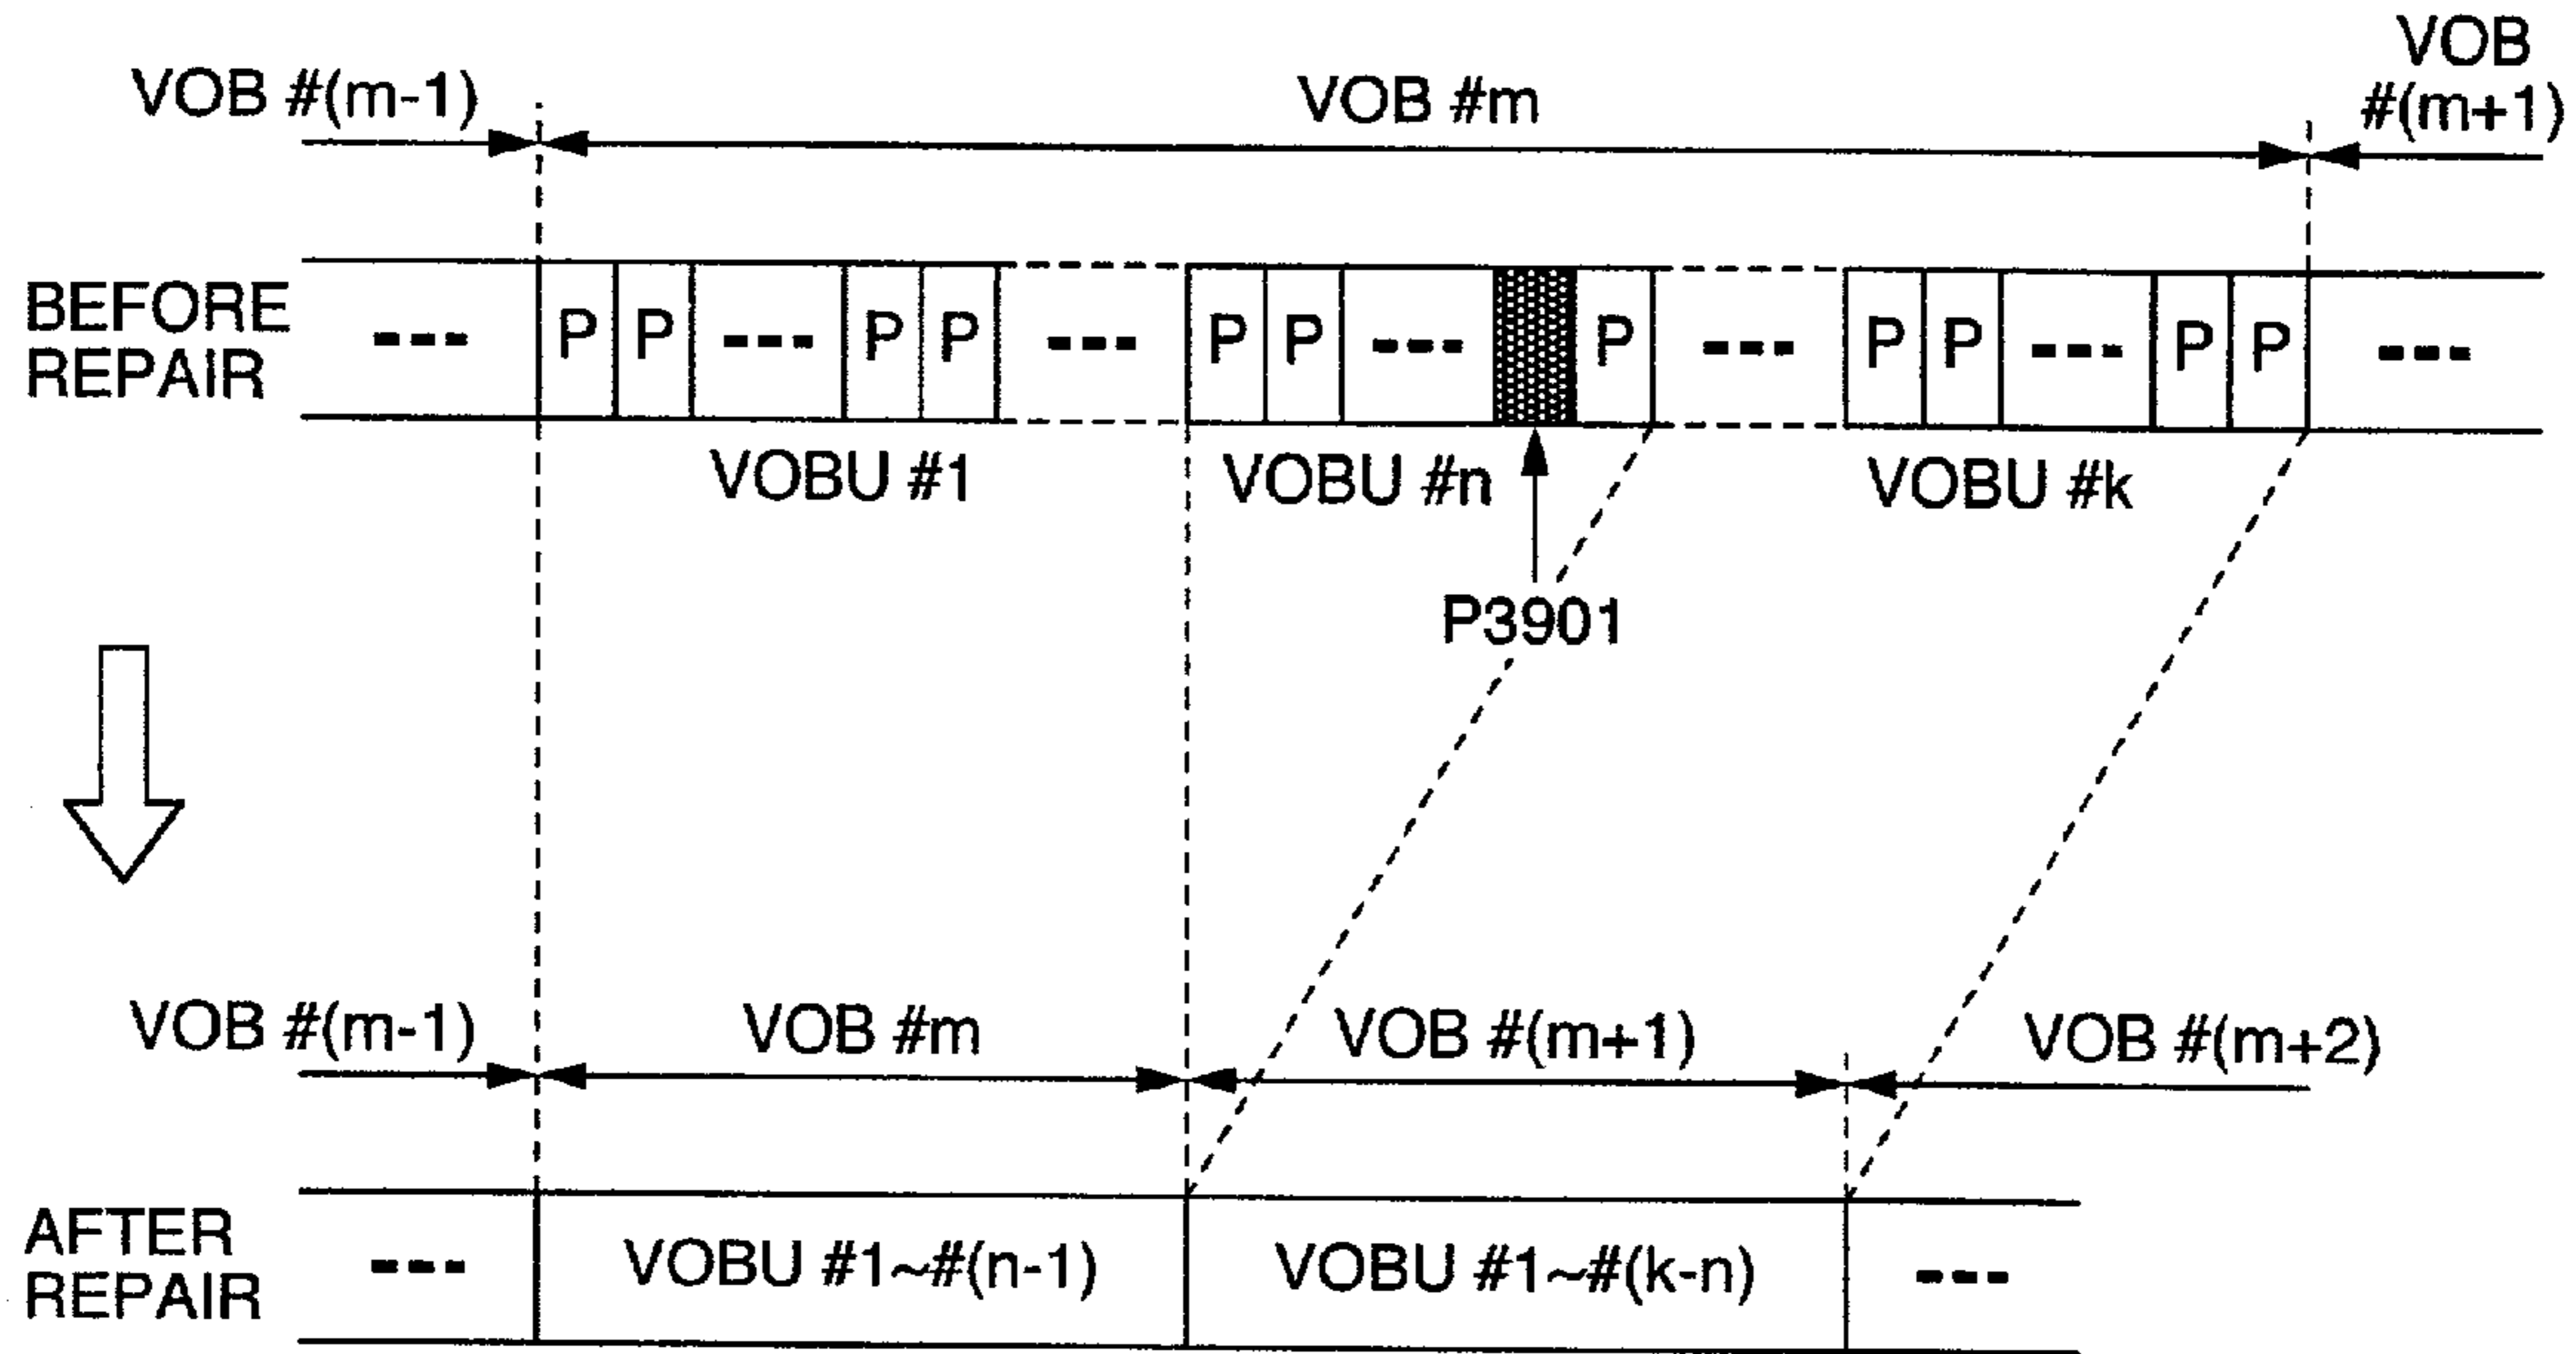 VOB #(m-1)
VOB #m
VOB
#(m+1)
BEFORE
REPAIR
--- P P --- P P --- P P --- P --- P P --- P P ---
VOBU #1
VOBU #n
VOBU #k
P3901
VOB #(m-1)
VOB #m
VOB #(m+1)
VOB #(m+2)
AFTER
REPAIR
--- VOBU #1~#(n-1) VOBU #1~#(k-n) ---